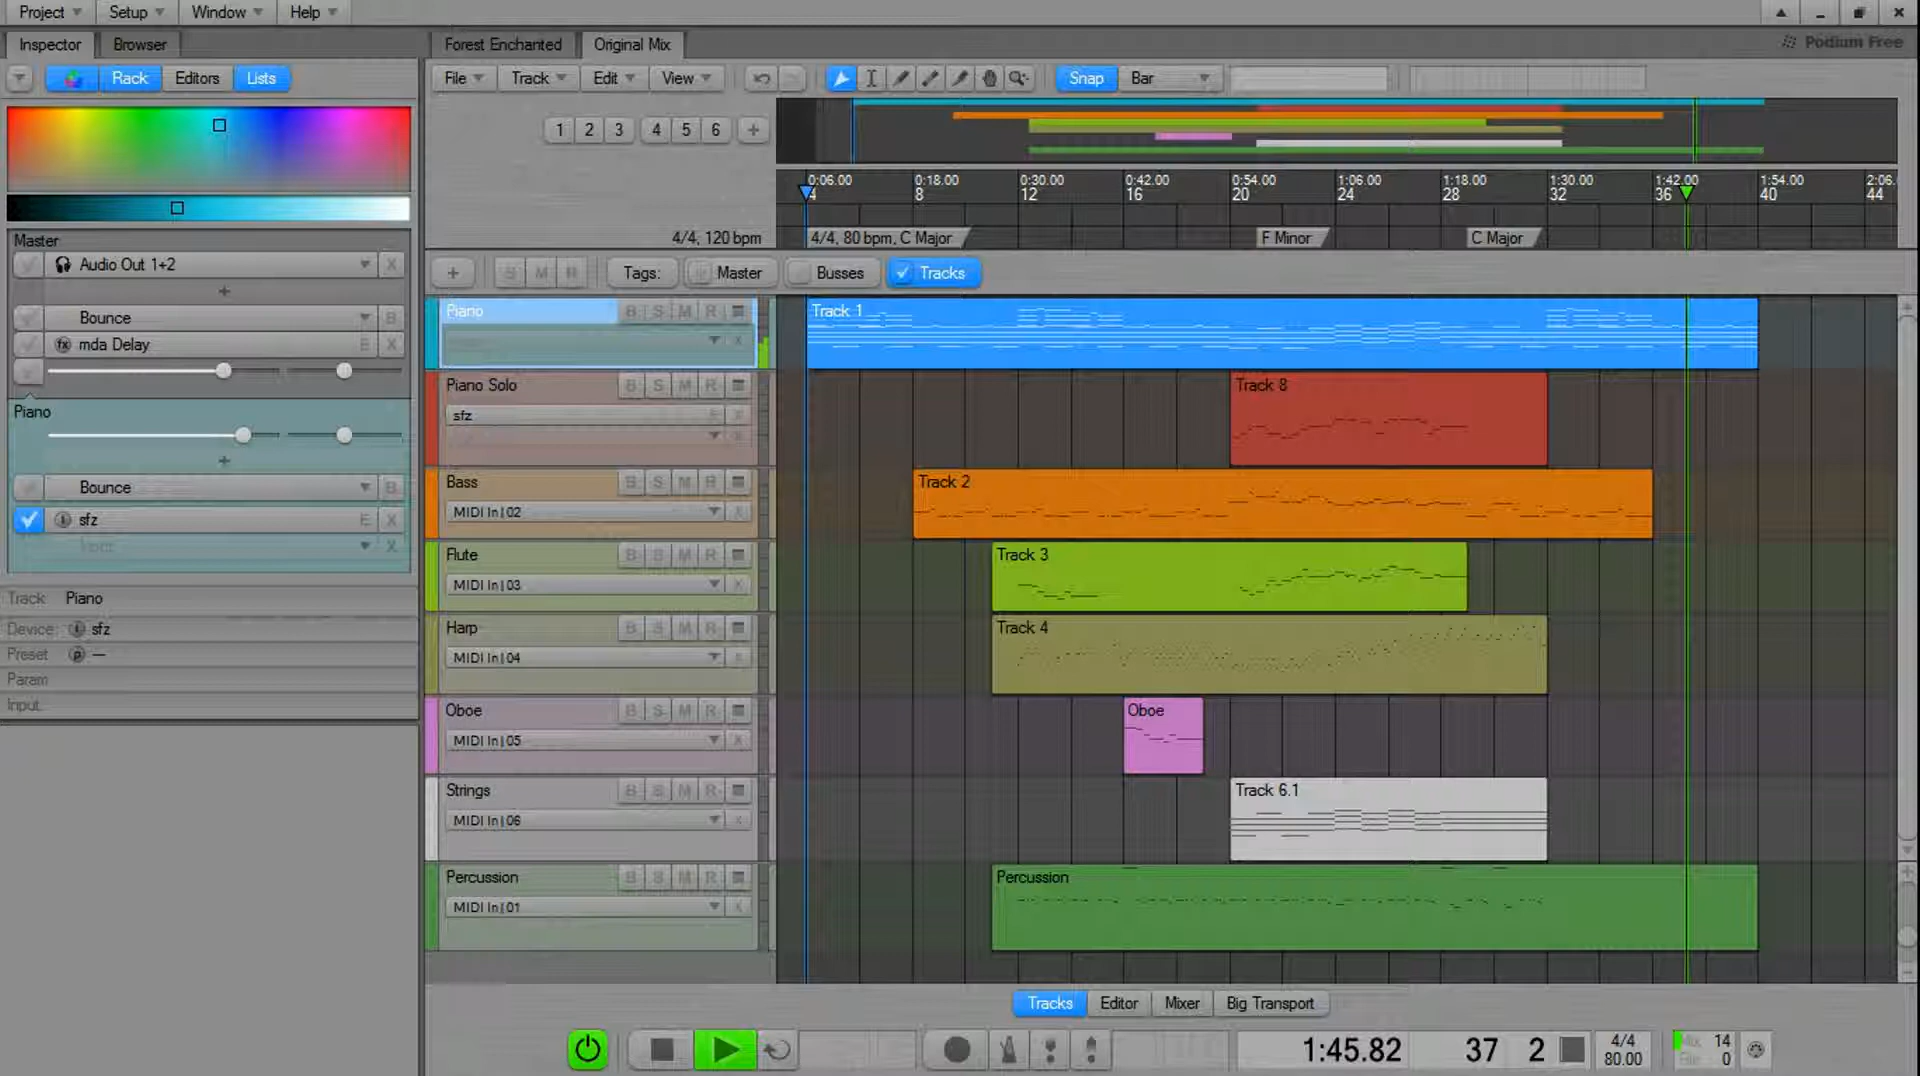 Project Setup Window Help
Inspector Browser
Forest Enchanted Original Mix
Podium Free
Rack Editors Lists
File Track Edit View
Snap Bar
1 2 3 4 5 6 +
0:06.00 0:18.00 0:30.00 0:42.00 0:54.00 1:06.00 1:18.00 1:30.00 1:42.00 1:54.00 2:06.
4 8 12 16 20 24 28 32 36 40 44
4/4, 120 bpm
4/4, 80 bpm, C Major
F Minor
C Major
Master
Audio Out 1+2 X
+
Bounce B
fx mda Delay E X
Piano
+
Bounce B
sfz E X
Input X
Track: Piano
Device: sfz
Preset p —
Param
Input:
+ S M R Tags: Master Busses Tracks
Piano B S M R
X
Track 1
Piano Solo B S M R
sfz E X
X
Track 8
Bass B S M R
MIDI In|02 X
Track 2
Flute B S M R
MIDI In|03 X
Track 3
Harp B S M R
MIDI In|04 X
Track 4
Oboe B S M R
MIDI In|05 X
Oboe
Strings B S M R
MIDI In|06 X
Track 6.1
Percussion B S M R
MIDI In|01 X
Percussion
Tracks Editor Mixer Big Transport
1:45.82 37 2
4/4
80.00
Mix 14
0